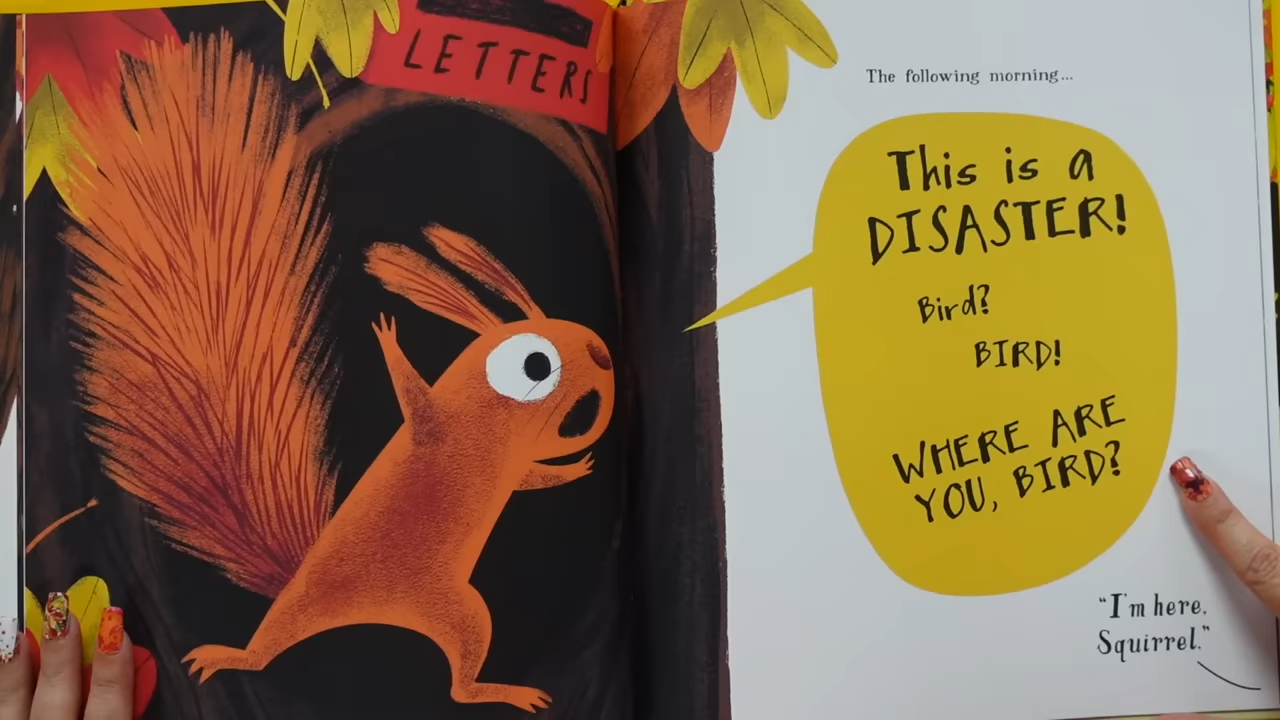 LETTERS
The following morning...
This is a
DISASTER!
Bird?
BIRD!
WHERE ARE
YOU, BIRD?
"I'm here,
Squirrel."